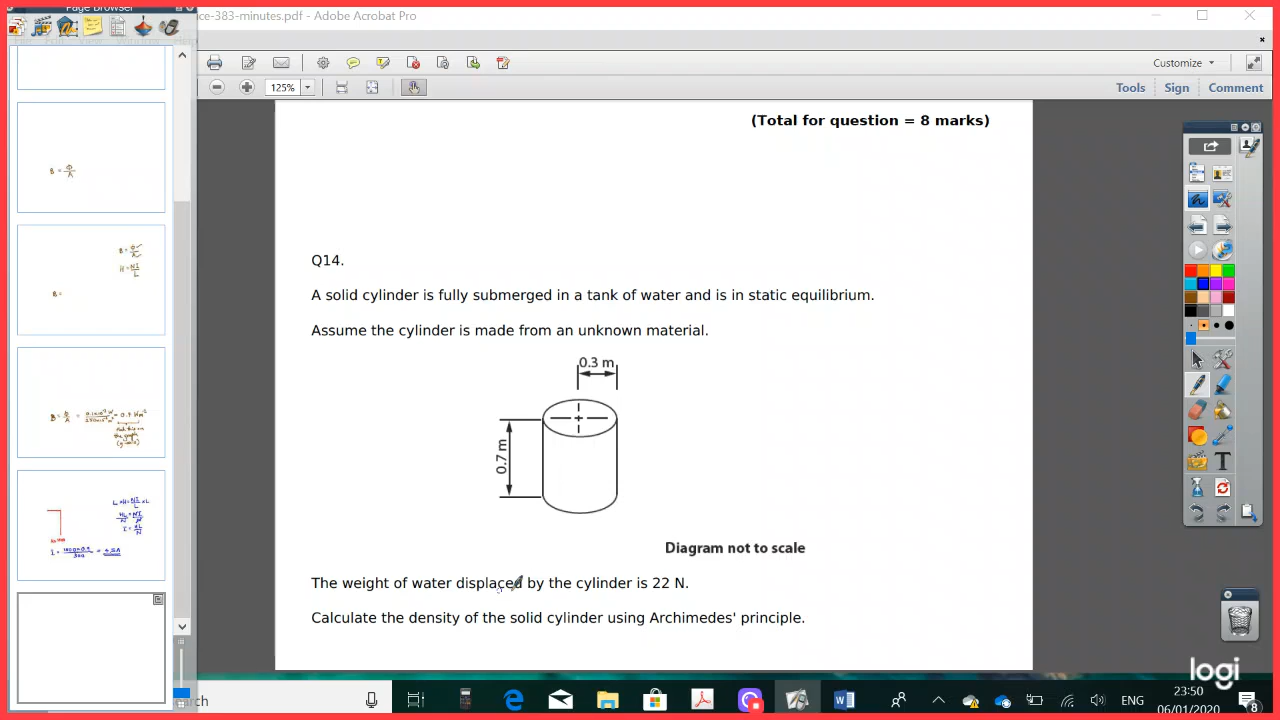 Page Browser
ce-383-minutes.pdf - Adobe Acrobat Pro
Customize
125%
Tools
Sign
Comment
(Total for question = 8 marks)
Q14.
A solid cylinder is fully submerged in a tank of water and is in static equilibrium.
Assume the cylinder is made from an unknown material.
0.3 m
0.7 m
Diagram not to scale
The weight of water displaced by the cylinder is 22 N.
Calculate the density of the solid cylinder using Archimedes' principle.
logi
arch
ENG
23:50
06/01/2020
8